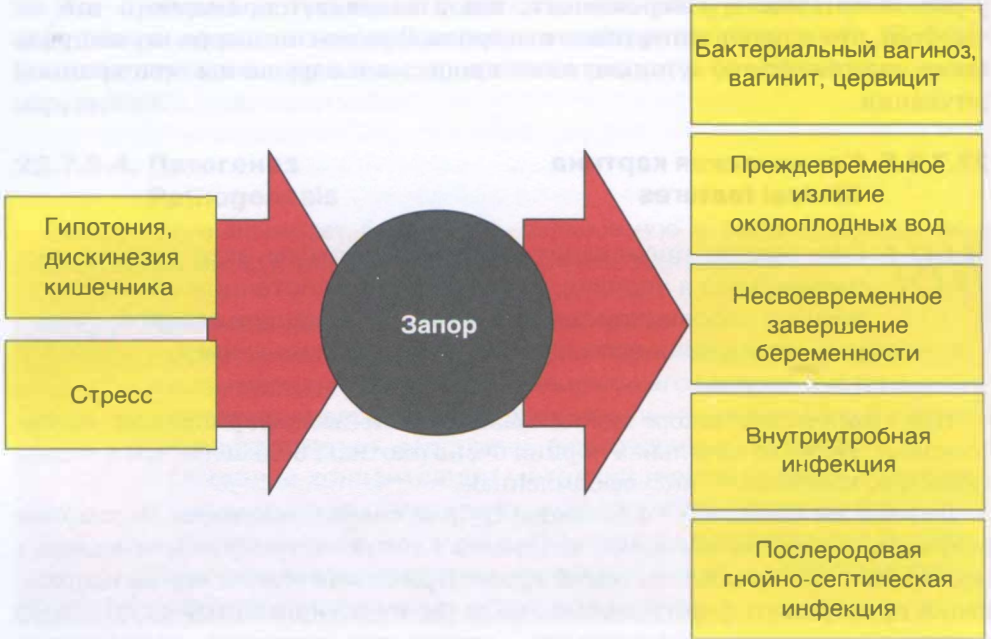 Гипотония,
дискинезия
кишечника
Стресс
Запор
Бактериальный вагиноз,
вагинит, цервицит
Преждевременное
излитие
околоплодных вод
Несвоевременное
завершение
беременности
Внутриутробная
инфекция
Послеродовая
гнойно-септическая
инфекция